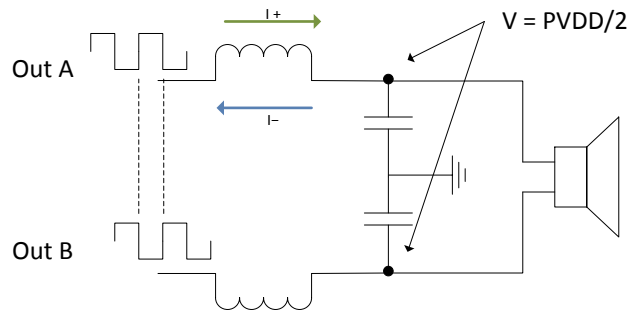 I+
V = PVDD/2
Out A
I−
Out B